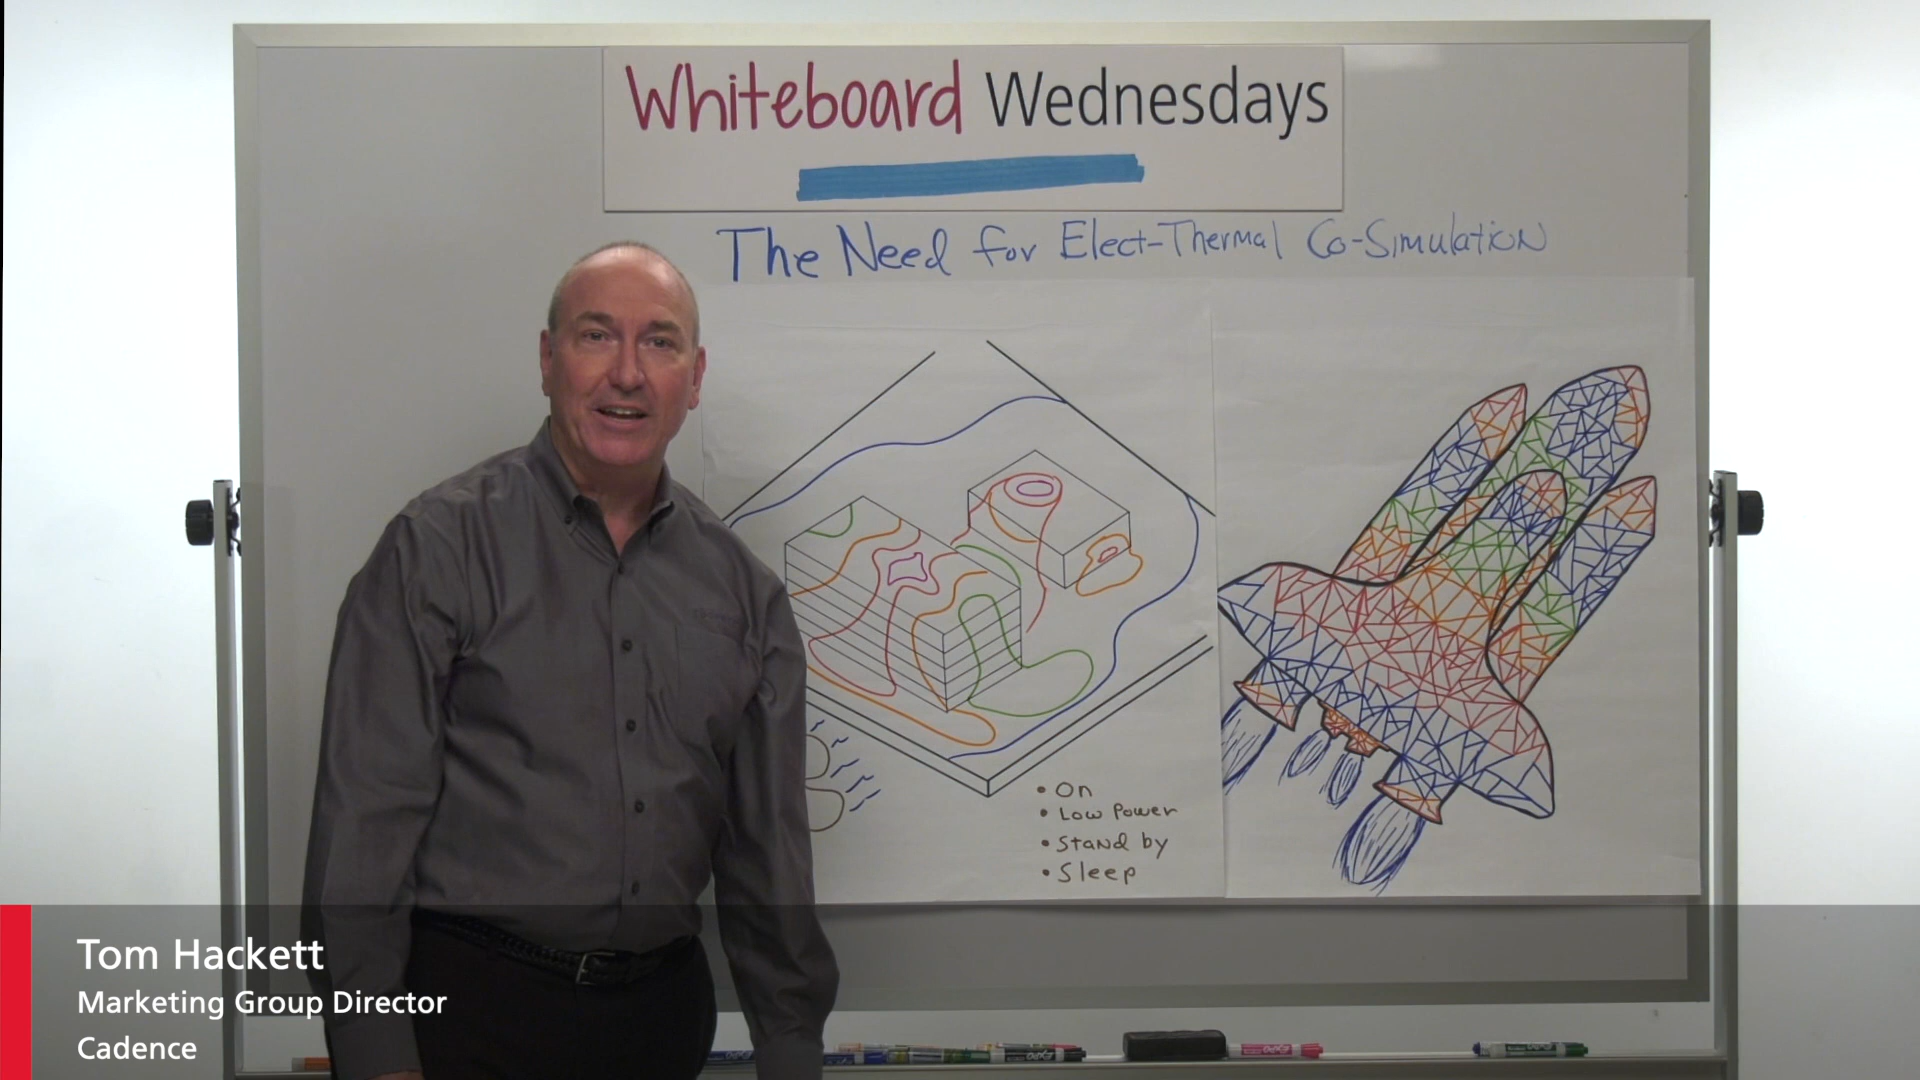 Whiteboard Wednesdays
The Need for Elect-Thermal Co-Simulation
• On
• Low Power
• Stand by
• Sleep
Tom Hackett
Marketing Group Director
Cadence